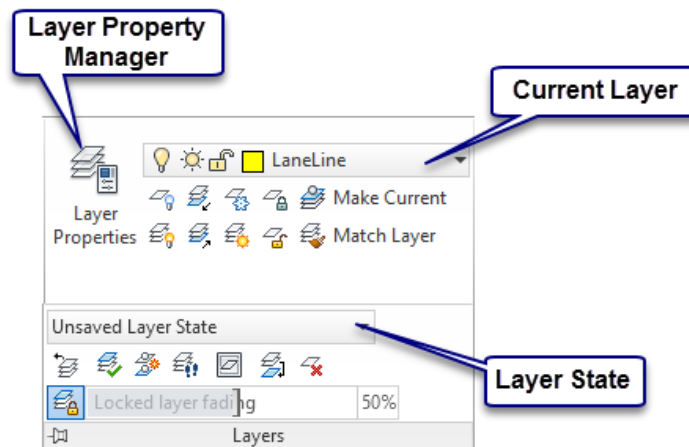 Layer Property
Manager
Current Layer
LaneLine
Make Current
Layer
Properties
Match Layer
Unsaved Layer State
Layer State
Locked layer fading
50%
Layers